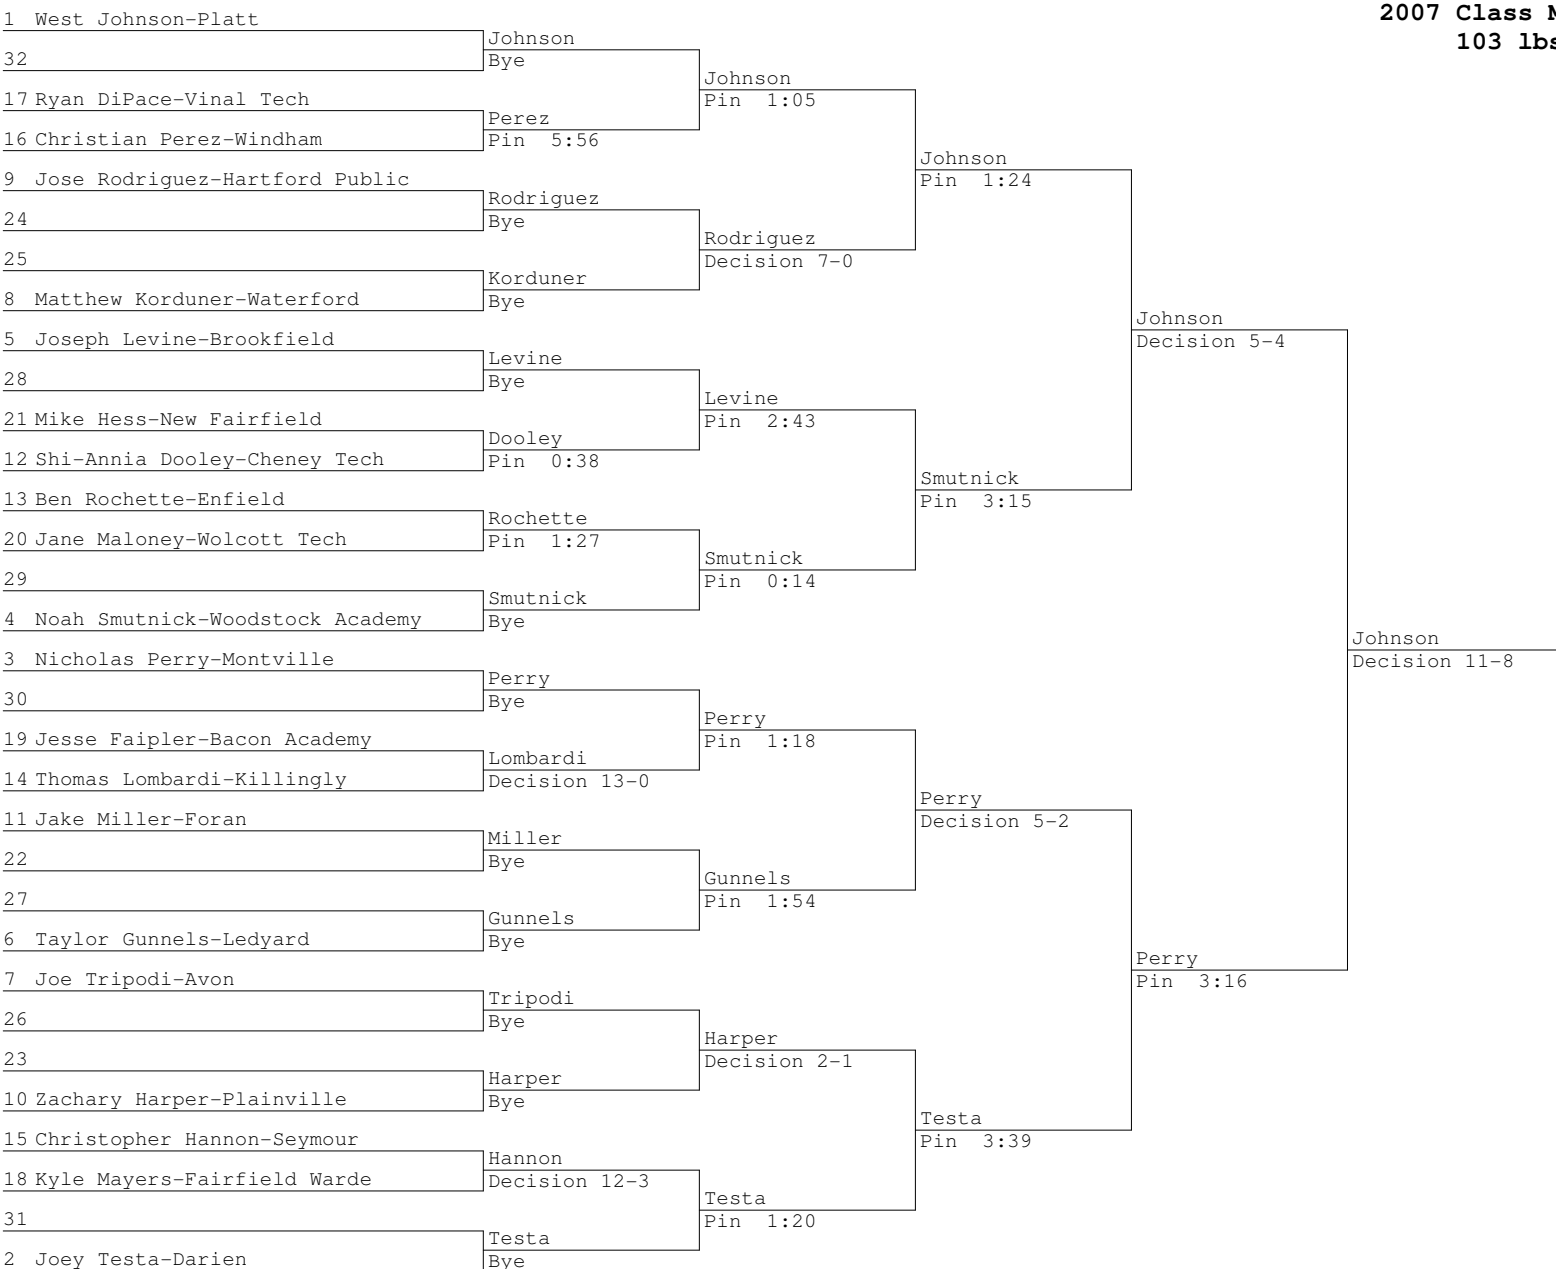 2007 Class M
103 lbs
1 West Johnson-Platt
32
17 Ryan DiPace-Vinal Tech
16 Christian Perez-Windham
9 Jose Rodriguez-Hartford Public
24
25
8 Matthew Korduner-Waterford
5 Joseph Levine-Brookfield
28
21 Mike Hess-New Fairfield
12 Shi-Annia Dooley-Cheney Tech
13 Ben Rochette-Enfield
20 Jane Maloney-Wolcott Tech
29
4 Noah Smutnick-Woodstock Academy
3 Nicholas Perry-Montville
30
19 Jesse Faipler-Bacon Academy
14 Thomas Lombardi-Killingly
11 Jake Miller-Foran
22
27
6 Taylor Gunnels-Ledyard
7 Joe Tripodi-Avon
26
23
10 Zachary Harper-Plainville
15 Christopher Hannon-Seymour
18 Kyle Mayers-Fairfield Warde
31
2 Joey Testa-Darien
Johnson
Bye
Perez
Pin 5:56
Rodriguez
Bye
Korduner
Bye
Levine
Bye
Dooley
Pin 0:38
Rochette
Pin 1:27
Smutnick
Bye
Perry
Bye
Lombardi
Decision 13-0
Miller
Bye
Gunnels
Bye
Tripodi
Bye
Harper
Bye
Hannon
Decision 12-3
Testa
Bye
Johnson
Pin 1:05
Rodriguez
Decision 7-0
Levine
Pin 2:43
Smutnick
Pin 0:14
Perry
Pin 1:18
Gunnels
Pin 1:54
Harper
Decision 2-1
Testa
Pin 1:20
Johnson
Pin 1:24
Smutnick
Pin 3:15
Perry
Decision 5-2
Testa
Pin 3:39
Johnson
Decision 5-4
Perry
Pin 3:16
Johnson
Decision 11-8